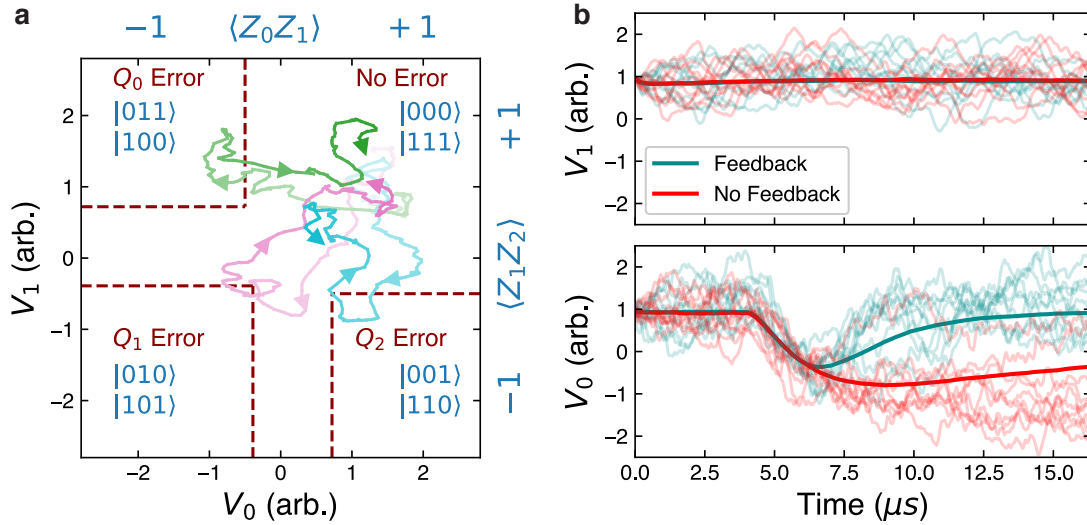 a
−1 ⟨Z₀Z₁⟩ +1
Q₀ Error
|011⟩
|100⟩
No Error
|000⟩
|111⟩
Q₁ Error
|010⟩
|101⟩
Q₂ Error
|001⟩
|110⟩
+1
⟨Z₁Z₂⟩
−1
2
1
0
−1
−2
V₁ (arb.)
−2 −1 0 1 2
V₀ (arb.)
b
2
1
0
−1
−2
V₁ (arb.)
Feedback
No Feedback
2
1
0
−1
−2
V₀ (arb.)
0.0 2.5 5.0 7.5 10.0 12.5 15.0
Time (μs)